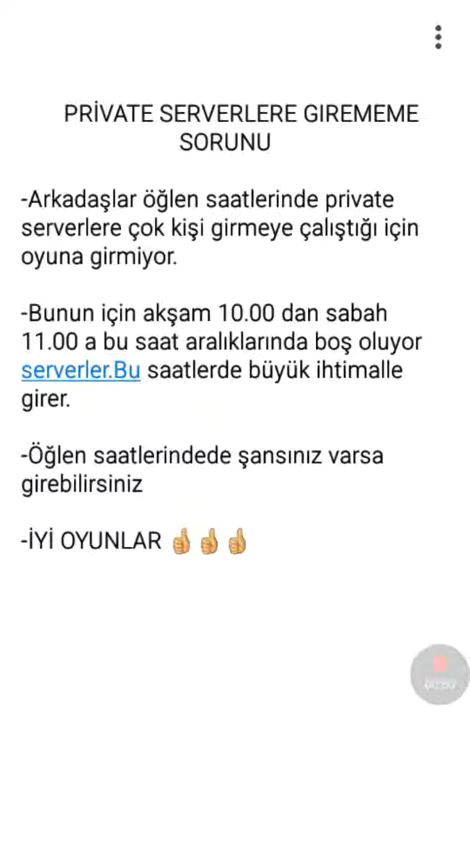 PRİVATE SERVERLERE GIREMEME
SORUNU
-Arkadaşlar öğlen saatlerinde private
serverlere çok kişi girmeye çalıştığı için
oyuna girmiyor.
-Bunun için akşam 10.00 dan sabah
11.00 a bu saat aralıklarında boş oluyor
serverler.Bu saatlerde büyük ihtimalle
girer.
-Öğlen saatlerindede şansınız varsa
girebilirsiniz
-İYİ OYUNLAR 👍👍👍